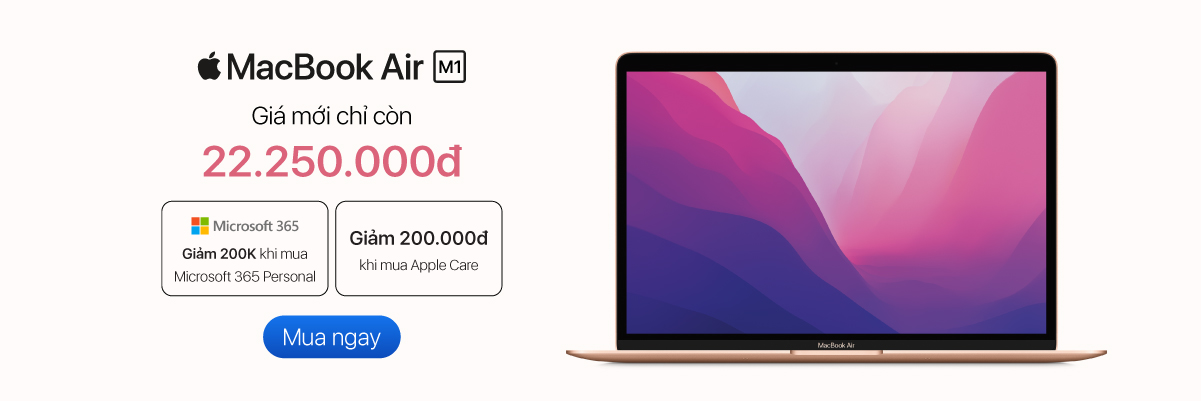 MacBook Air M1
Giá mới chỉ còn
22.250.000đ
Microsoft 365
Giảm 200K khi mua
Microsoft 365 Personal
Giảm 200.000đ
khi mua Apple Care
Mua ngay
MacBook Air